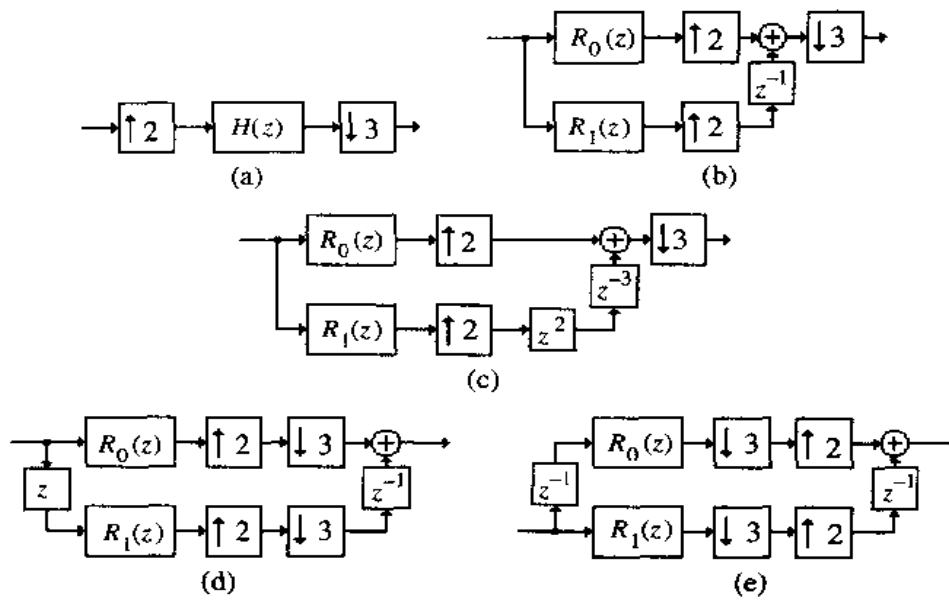 R₀(z) ↑ 2 + ↓ 3
z⁻¹
R₁(z) ↑ 2
(b)
↑ 2 H(z) ↓ 3
(a)
R₀(z) ↑ 2 + ↓ 3
z⁻³
R₁(z) ↑ 2 z²
(c)
R₀(z) ↑ 2 ↓ 3 +
z z⁻¹
R₁(z) ↑ 2 ↓ 3
(d)
R₀(z) ↓ 3 ↑ 2 +
z⁻¹ z⁻¹
R₁(z) ↓ 3 ↑ 2
(e)